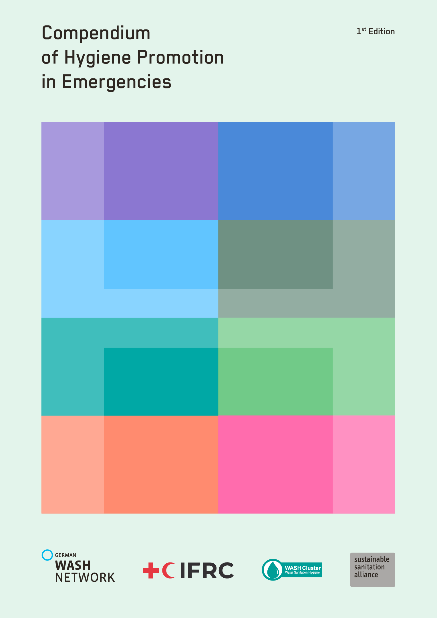 Compendium
of Hygiene Promotion
in Emergencies
1st Edition
GERMAN
WASH
NETWORK
IFRC
WASH Cluster
sustainable
sanitation
alliance